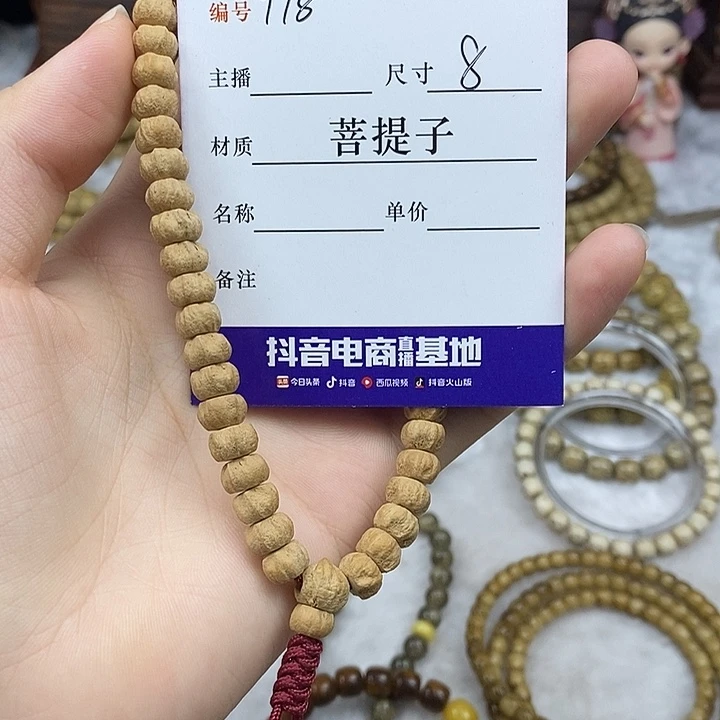 编号 118
主播 尺寸 8
材质 菩提子
名称 单价
备注
抖音电商直播基地
头条 今日头条 抖音 西瓜视频 抖音火山版